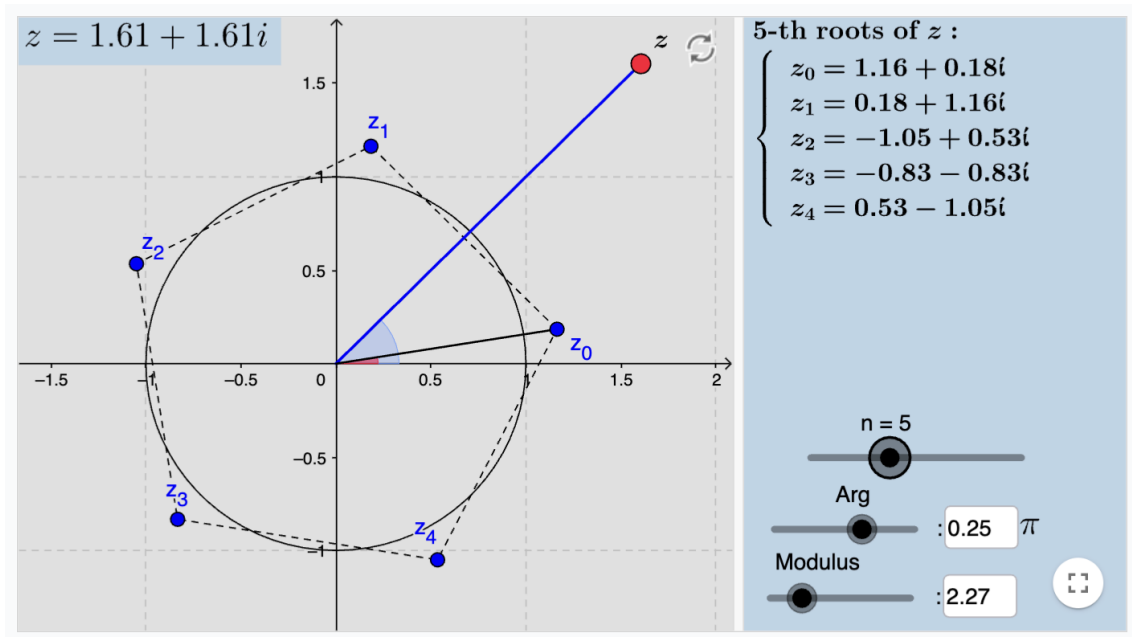 z = 1.61 + 1.61i
z
1.5
z₁
1
z₂
0.5
z₀
−1.5
−1
−0.5
0
0.5
1
1.5
2
−0.5
z₃
z₄
−1
5-th roots of z :
z₀ = 1.16 + 0.18i
z₁ = 0.18 + 1.16i
z₂ = −1.05 + 0.53i
z₃ = −0.83 − 0.83i
z₄ = 0.53 − 1.05i
n = 5
Arg
:0.25 π
Modulus
:2.27